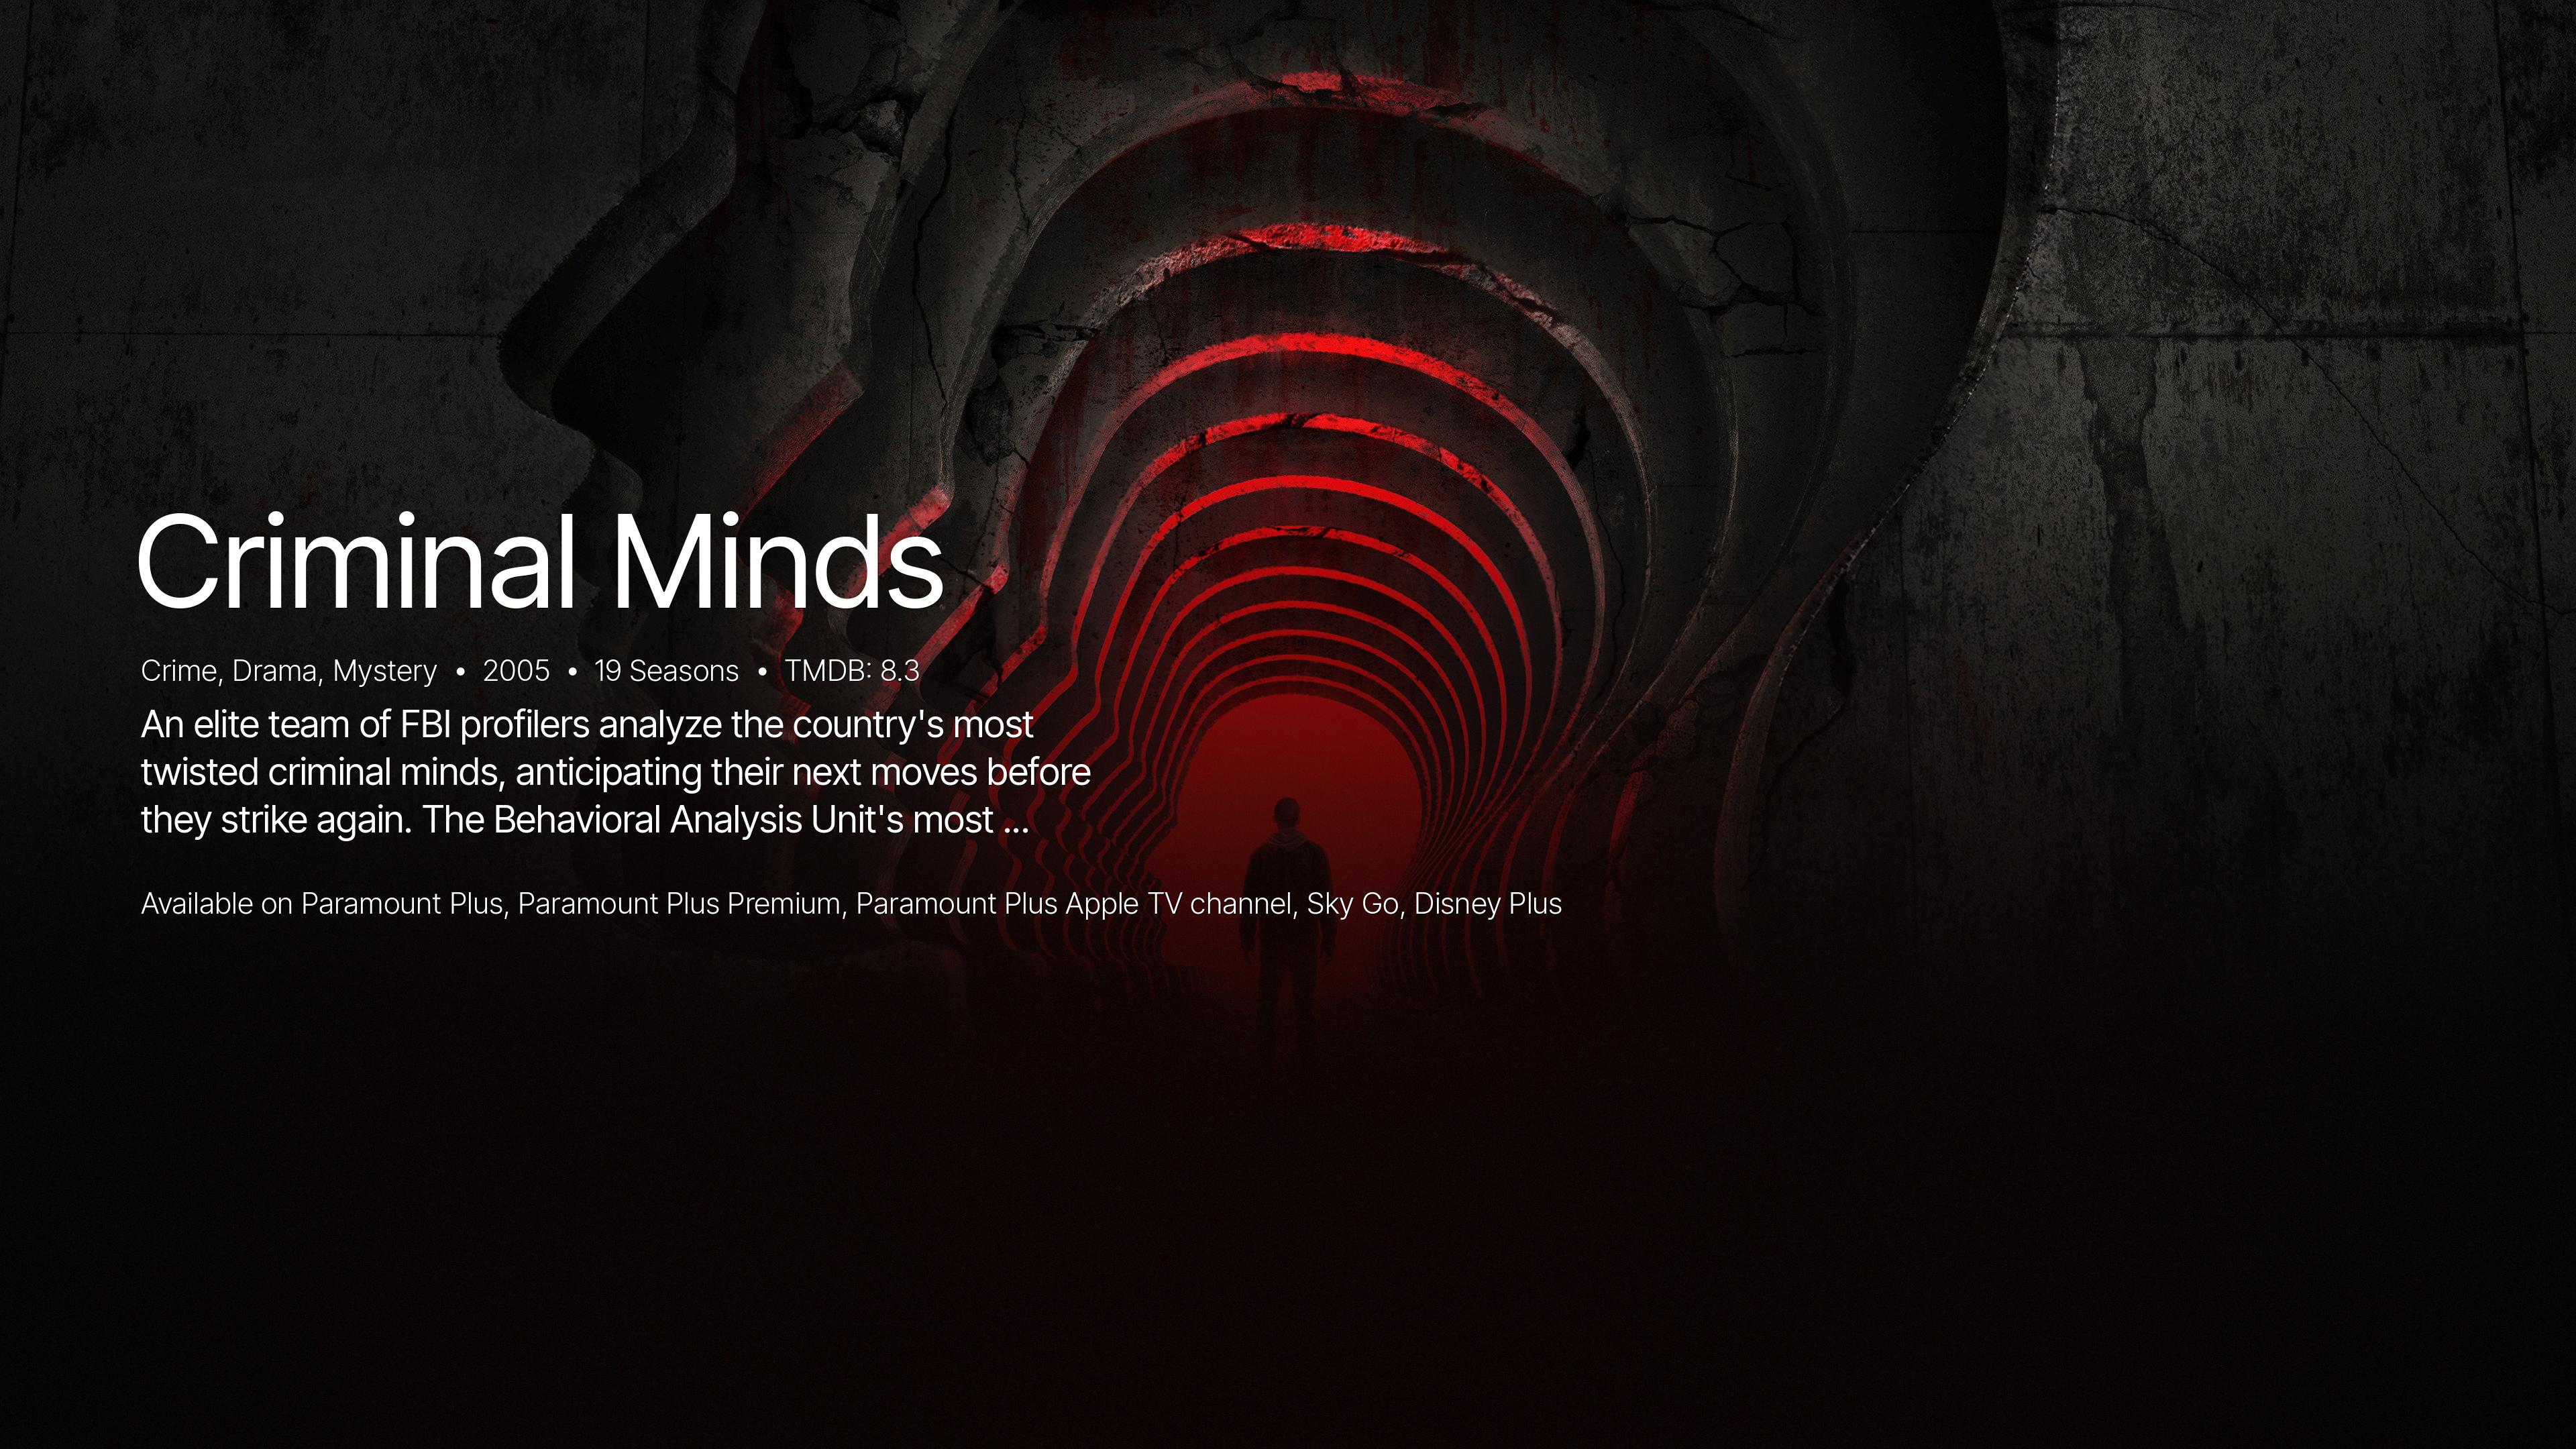 Criminal Minds
Crime, Drama, Mystery • 2005 • 19 Seasons • TMDB: 8.3
An elite team of FBI profilers analyze the country's most
twisted criminal minds, anticipating their next moves before
they strike again. The Behavioral Analysis Unit's most ...
Available on Paramount Plus, Paramount Plus Premium, Paramount Plus Apple TV channel, Sky Go, Disney Plus